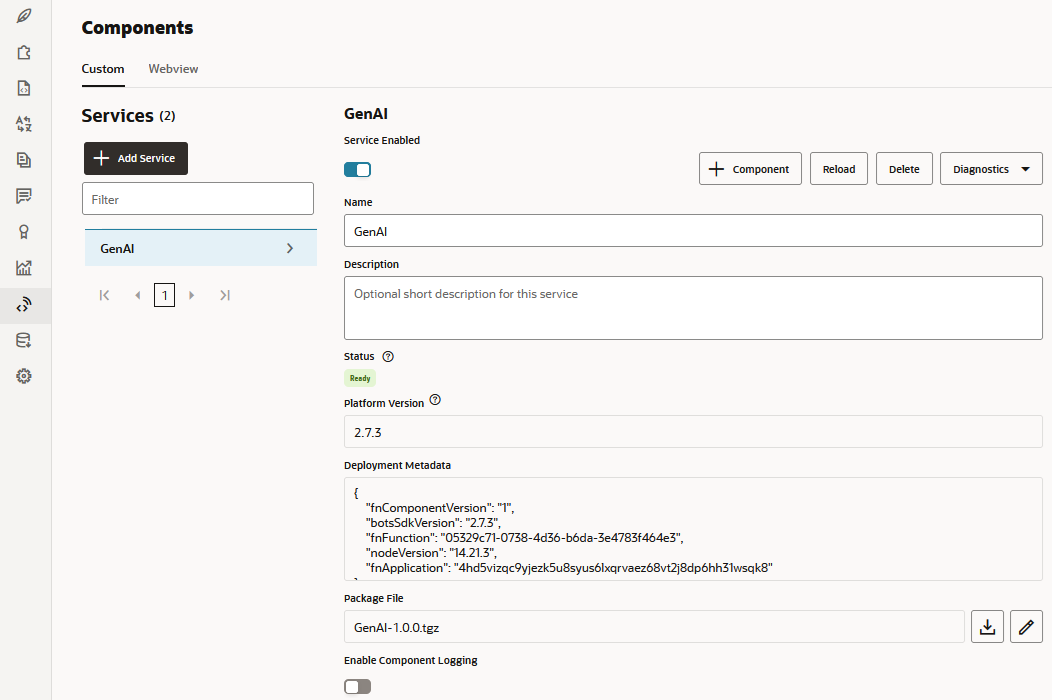 Components
Custom
Webview
Services (2)
Add Service
Filter
GenAI
1
GenAI
Service Enabled
Component
Reload
Delete
Diagnostics
Name
GenAI
Description
Optional short description for this service
Status ?
Ready
Platform Version ?
2.7.3
Deployment Metadata
{
"fnComponentVersion": "1",
"botsSdkVersion": "2.7.3",
"fnFunction": "05329c71-0738-4d36-b6da-3e4783f464e3",
"nodeVersion": "14.21.3",
"fnApplication": "4hd5vizqc9yjezk5u8syus6lxqrvaez68vt2j8dp6hh31wsqk8"
Package File
GenAI-1.0.0.tgz
Enable Component Logging